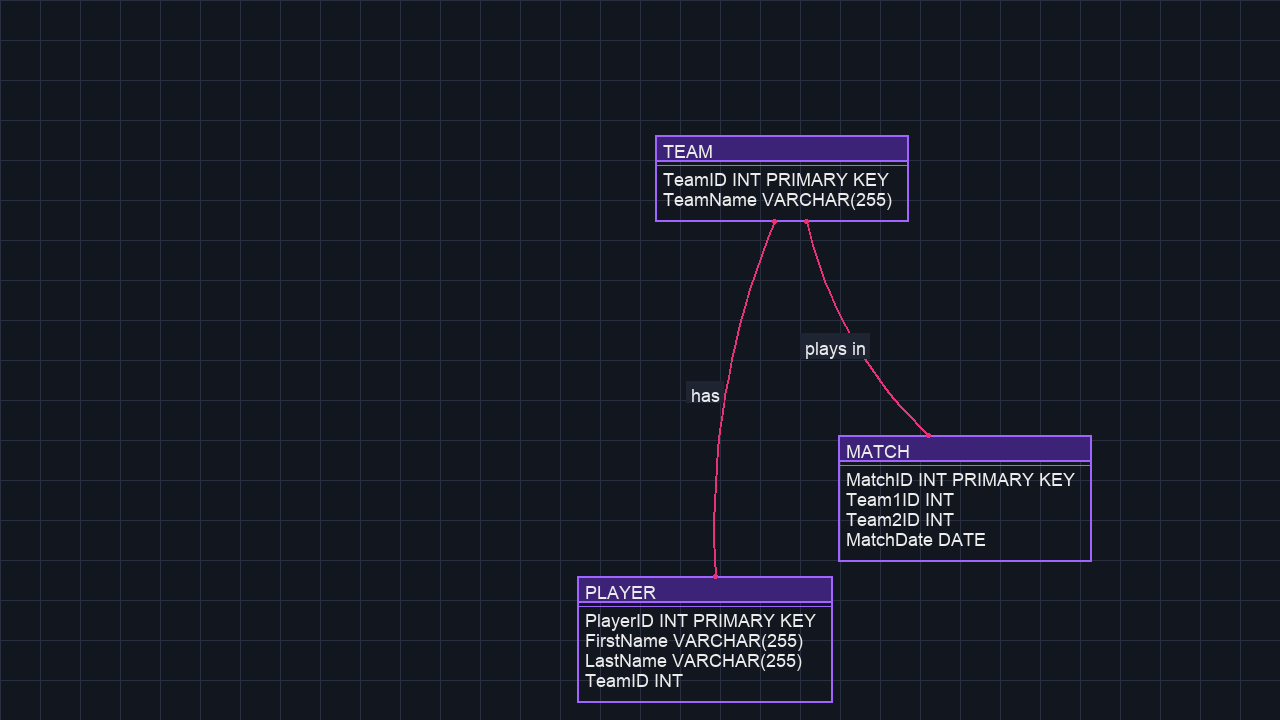 TEAM
TeamID INT PRIMARY KEY
TeamName VARCHAR(255)
plays in
has
MATCH
MatchID INT PRIMARY KEY
Team1ID INT
Team2ID INT
MatchDate DATE
PLAYER
PlayerID INT PRIMARY KEY
FirstName VARCHAR(255)
LastName VARCHAR(255)
TeamID INT